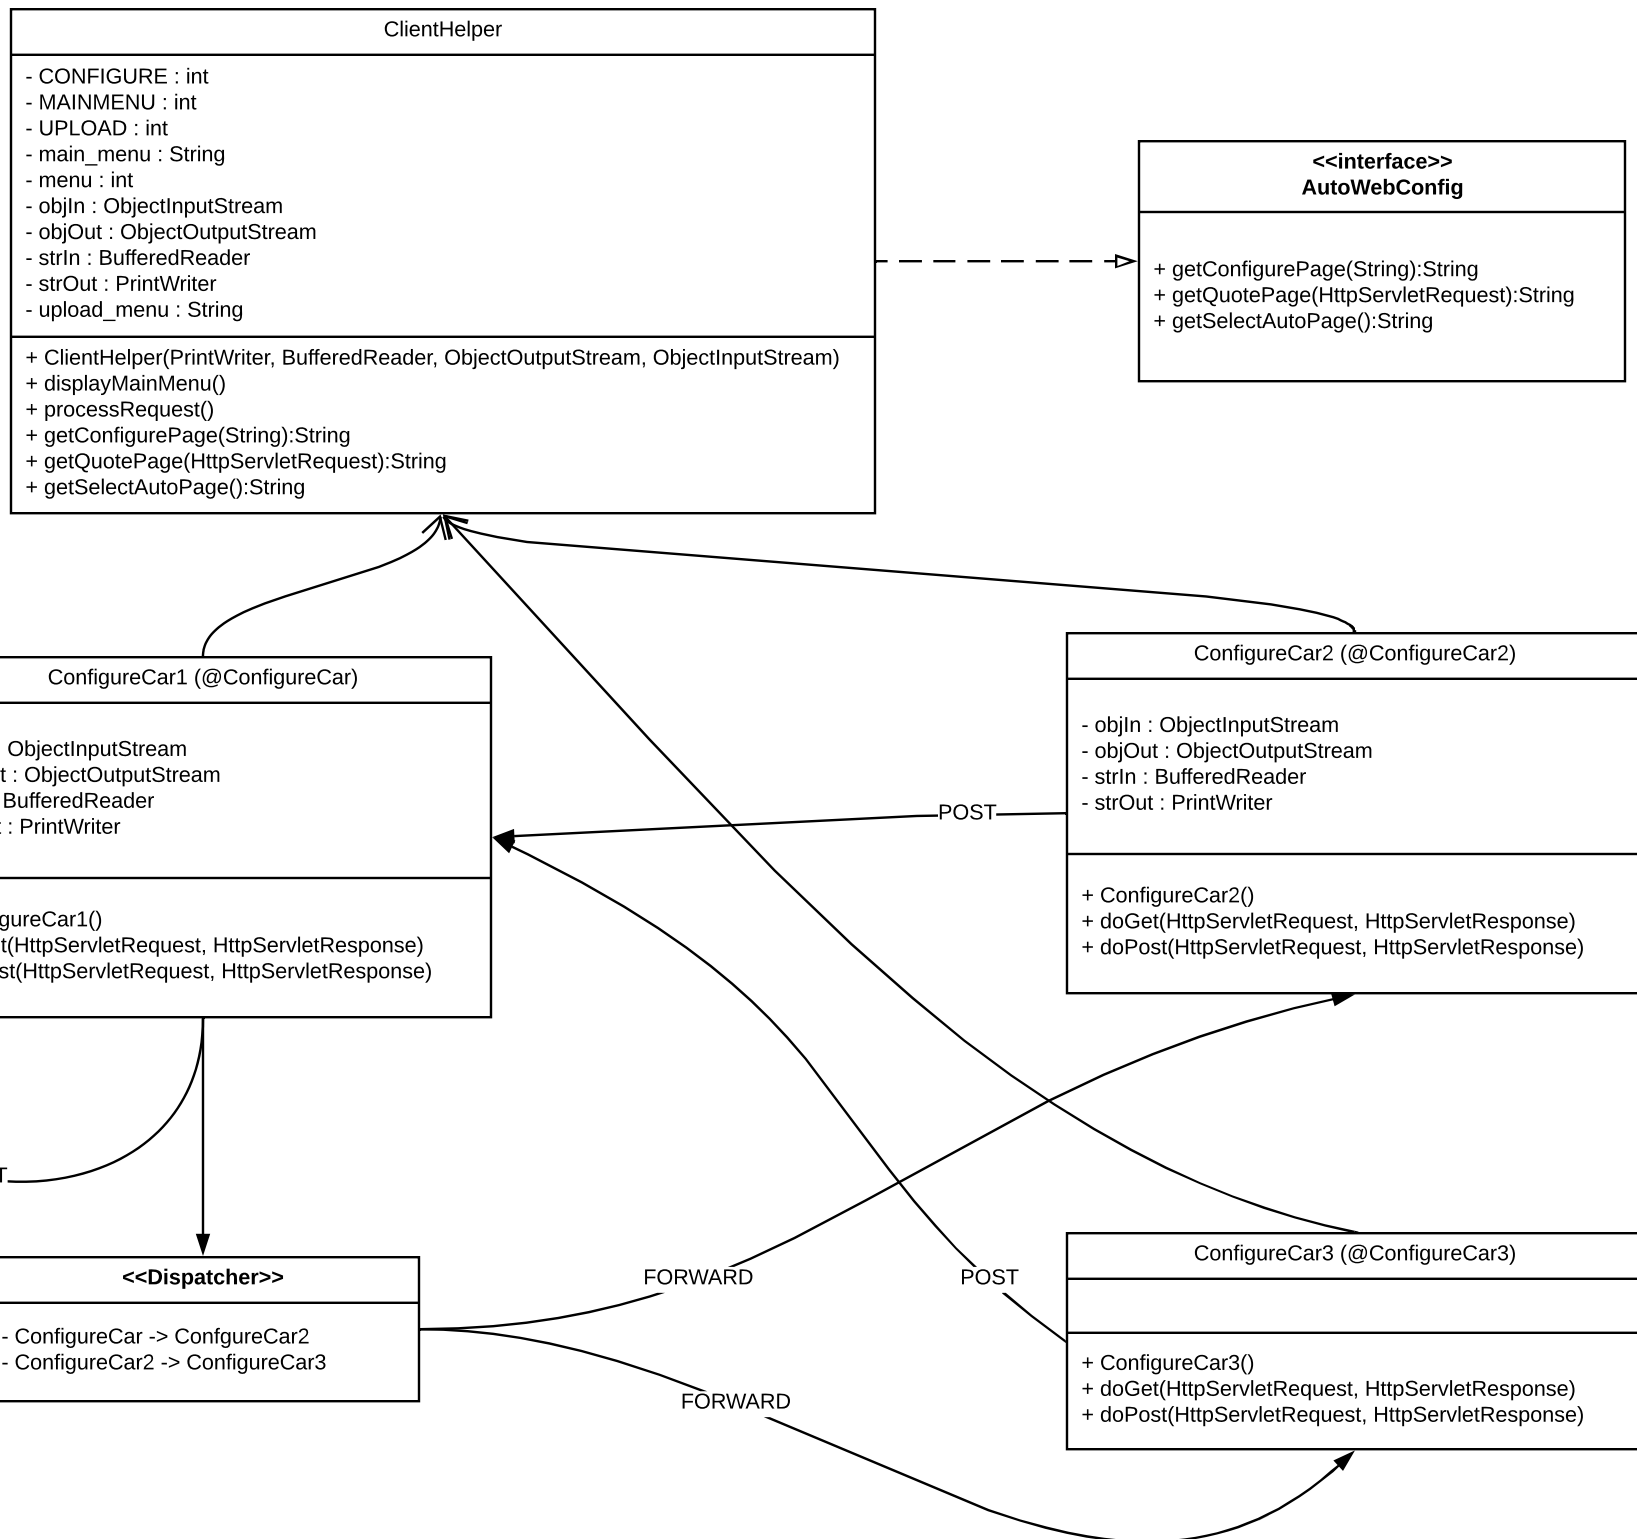 ClientHelper
- CONFIGURE : int
- MAINMENU : int
- UPLOAD : int
- main_menu : String
- menu : int
- objIn : ObjectInputStream
- objOut : ObjectOutputStream
- strIn : BufferedReader
- strOut : PrintWriter
- upload_menu : String
+ ClientHelper(PrintWriter, BufferedReader, ObjectOutputStream, ObjectInputStream)
+ displayMainMenu()
+ processRequest()
+ getConfigurePage(String):String
+ getQuotePage(HttpServletRequest):String
+ getSelectAutoPage():String
<<interface>>
AutoWebConfig
+ getConfigurePage(String):String
+ getQuotePage(HttpServletRequest):String
+ getSelectAutoPage():String
ConfigureCar1 (@ConfigureCar)
: ObjectInputStream
t : ObjectOutputStream
BufferedReader
: PrintWriter
gureCar1()
t(HttpServletRequest, HttpServletResponse)
st(HttpServletRequest, HttpServletResponse)
ConfigureCar2 (@ConfigureCar2)
- objIn : ObjectInputStream
- objOut : ObjectOutputStream
- strIn : BufferedReader
- strOut : PrintWriter
+ ConfigureCar2()
+ doGet(HttpServletRequest, HttpServletResponse)
+ doPost(HttpServletRequest, HttpServletResponse)
POST
T
<<Dispatcher>>
- ConfigureCar -> ConfgureCar2
- ConfigureCar2 -> ConfigureCar3
FORWARD
POST
FORWARD
ConfigureCar3 (@ConfigureCar3)
+ ConfigureCar3()
+ doGet(HttpServletRequest, HttpServletResponse)
+ doPost(HttpServletRequest, HttpServletResponse)